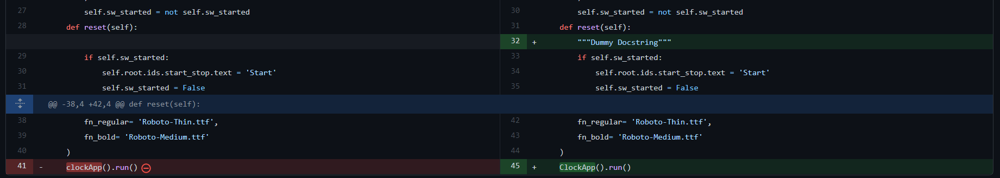 27 self.sw_started = not self.sw_started
28 def reset(self):
29 if self.sw_started:
30 self.root.ids.start_stop.text = 'Start'
31 self.sw_started = False
@@ -38,4 +42,4 @@ def reset(self):
38 fn_regular= 'Roboto-Thin.ttf',
39 fn_bold= 'Roboto-Medium.ttf'
40 )
41 - clockApp().run()
30 self.sw_started = not self.sw_started
31 def reset(self):
32 + """Dummy Docstring"""
33 if self.sw_started:
34 self.root.ids.start_stop.text = 'Start'
35 self.sw_started = False
42 fn_regular= 'Roboto-Thin.ttf',
43 fn_bold= 'Roboto-Medium.ttf'
44 )
45 + ClockApp().run()